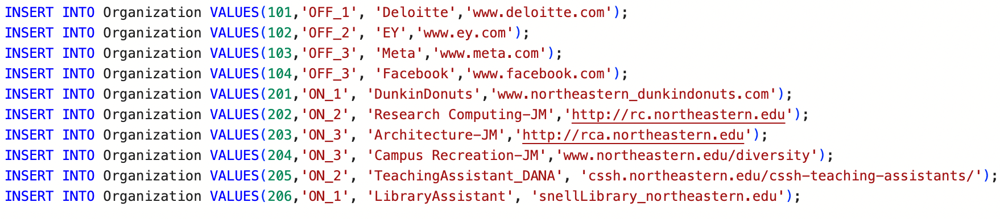 INSERT INTO Organization VALUES(101,'OFF_1', 'Deloitte','www.deloitte.com');
INSERT INTO Organization VALUES(102,'OFF_2', 'EY','www.ey.com');
INSERT INTO Organization VALUES(103,'OFF_3', 'Meta','www.meta.com');
INSERT INTO Organization VALUES(104,'OFF_3', 'Facebook','www.facebook.com');
INSERT INTO Organization VALUES(201,'ON_1', 'DunkinDonuts','www.northeastern_dunkindonuts.com');
INSERT INTO Organization VALUES(202,'ON_2', 'Research Computing-JM','http://rc.northeastern.edu');
INSERT INTO Organization VALUES(203,'ON_3', 'Architecture-JM','http://rca.northeastern.edu');
INSERT INTO Organization VALUES(204,'ON_3', 'Campus Recreation-JM','www.northeastern.edu/diversity');
INSERT INTO Organization VALUES(205,'ON_2', 'TeachingAssistant_DANA', 'cssh.northeastern.edu/cssh-teaching-assistants/');
INSERT INTO Organization VALUES(206,'ON_1', 'LibraryAssistant', 'snellLibrary_northeastern.edu');